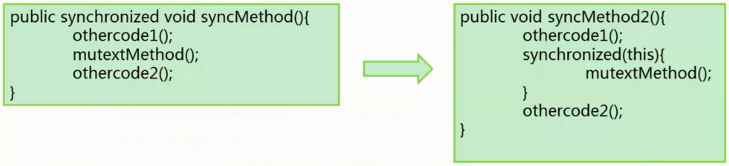 public synchronized void syncMethod(){
othercode1();
mutextMethod();
othercode2();
}
public void syncMethod2(){
othercode1();
synchronized(this){
mutextMethod();
}
othercode2();
}